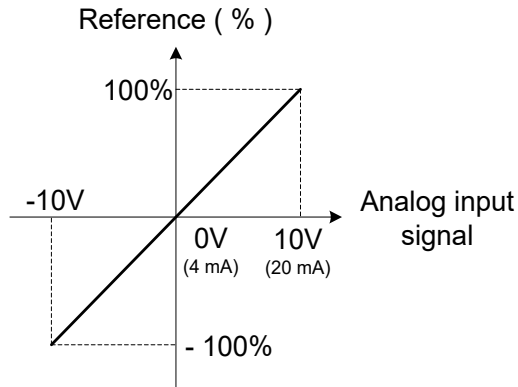 Reference ( % )
100%
-10V
Analog input
signal
0V
10V
(4 mA)
(20 mA)
- 100%